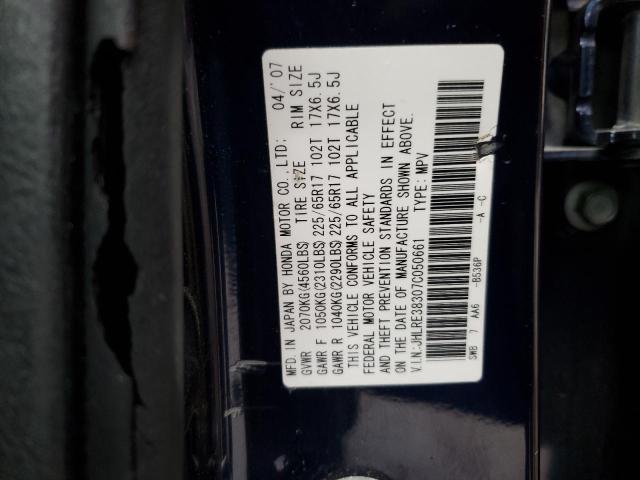 MFD. IN JAPAN BY HONDA MOTOR CO., LTD; 04/'07
GVWR 2070KG(4560LBS) TIRE SIZE RIM SIZE
GAWR F 1050KG(2310LBS) 225/65R17 102T 17X6.5J
GAWR R 1040KG(2290LBS) 225/65R17 102T 17X6.5J
THIS VEHICLE CONFORMS TO ALL APPLICABLE
FEDERAL MOTOR VEHICLE SAFETY
AND THEFT PREVENTION STANDARDS IN EFFECT
ON THE DATE OF MANUFACTURE SHOWN ABOVE.
V.I.N.:JHLRE38307C050661 TYPE: MPV
SWB 7 AA6 -B536P -A -C